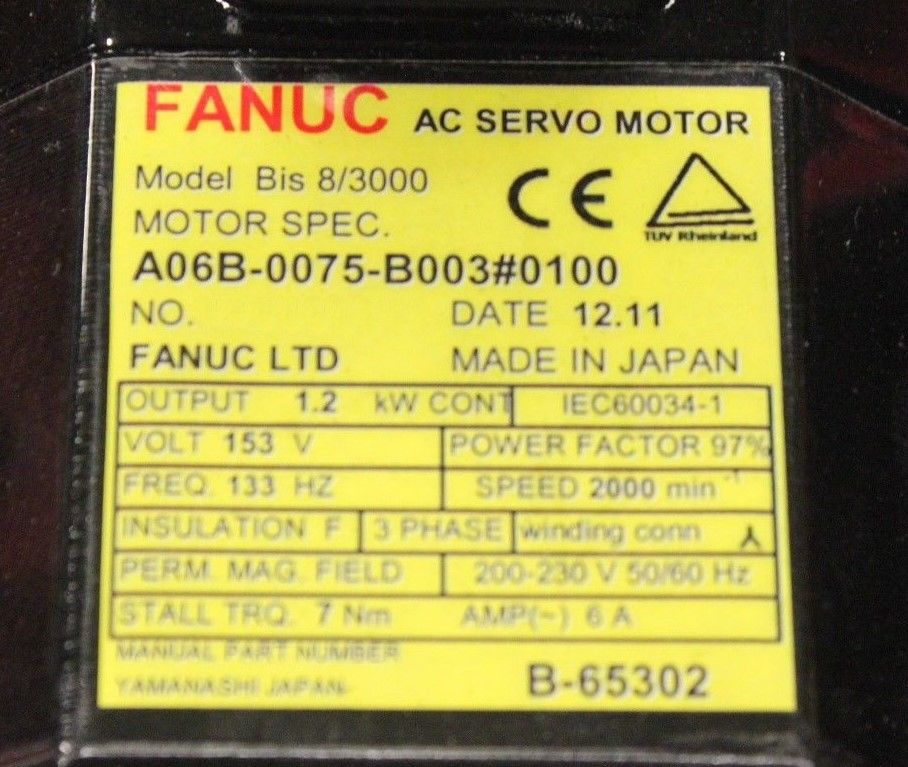 FANUC AC SERVO MOTOR
Model Bis 8/3000
CE
TUV Rheinland
MOTOR SPEC.
A06B-0075-B003#0100
NO. DATE 12.11
FANUC LTD MADE IN JAPAN
OUTPUT 1.2 kW CONT IEC60034-1
VOLT 153 V POWER FACTOR 97%
FREQ. 133 HZ SPEED 2000 min⁻¹
INSULATION F 3 PHASE winding conn
PERM. MAG. FIELD 200-230 V 50/60 Hz
STALL TRQ. 7 Nm AMP(~) 6 A
MANUAL PART NUMBER
YAMANASHI JAPAN- B-65302